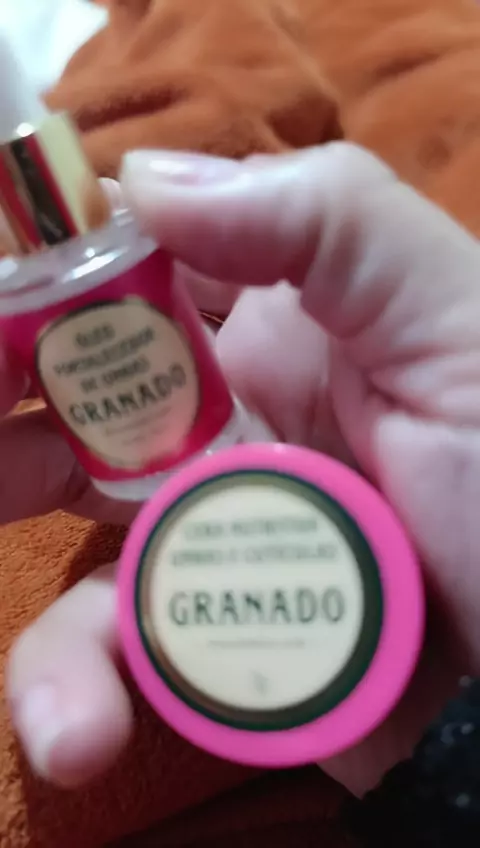 ÓLEO
FORTALECEDOR
DE UNHAS
GRANADO
CERA NUTRITIVA
UNHAS E CUTÍCULAS
GRANADO